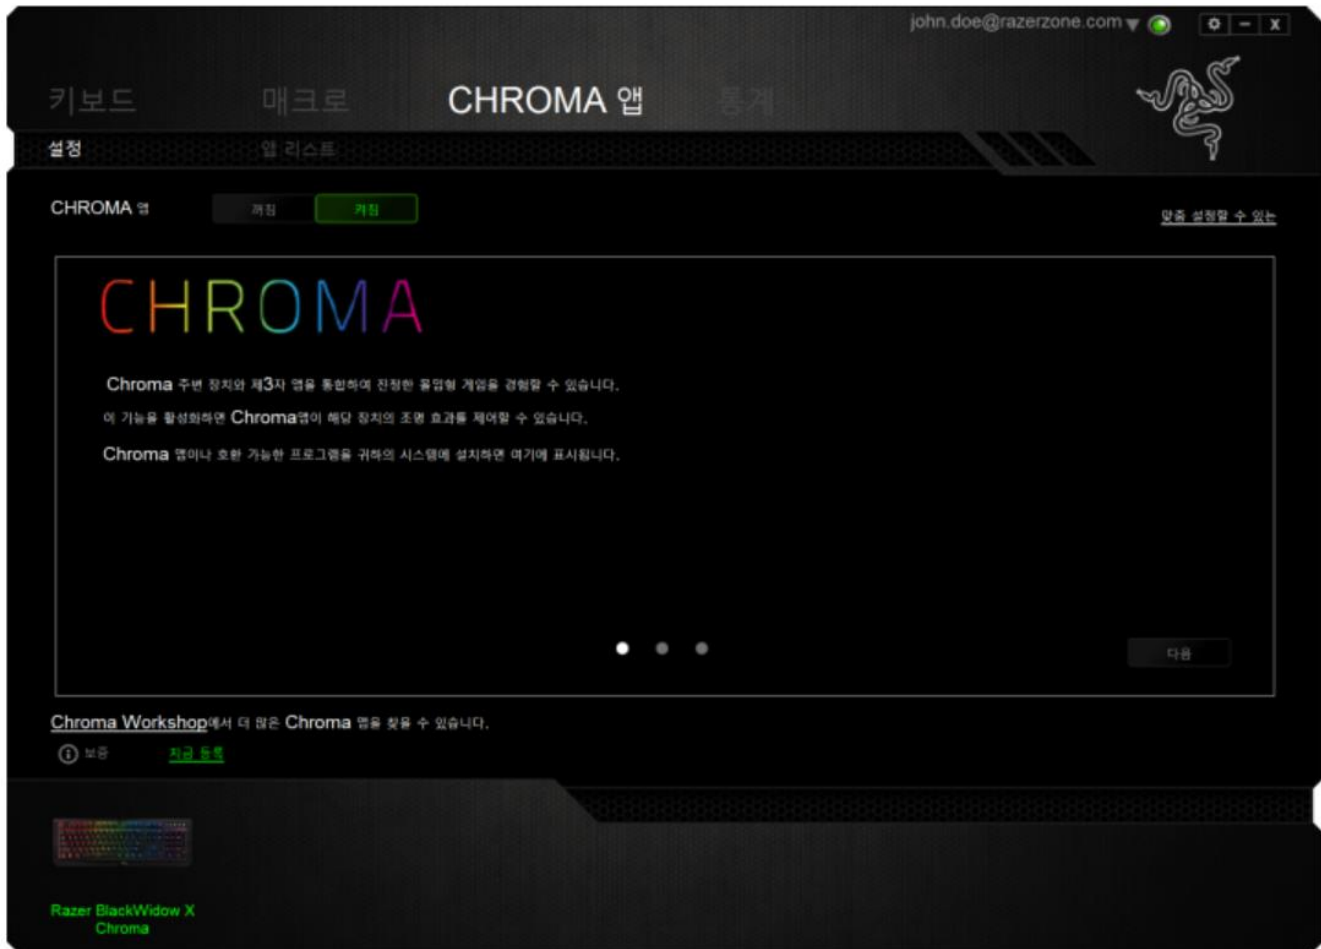 john.doe@razerzone.com
키보드 매크로 CHROMA 앱 통계
설정 앱 리스트
CHROMA 앱 꺼짐 켜짐 맞춤 설정할 수 있는
CHROMA
Chroma 주변 장치와 제3자 앱을 통합하여 진정한 몰입형 게임을 경험할 수 있습니다.
이 기능을 활성화하면 Chroma앱이 해당 장치의 조명 효과를 제어할 수 있습니다.
Chroma 앱이나 호환 가능한 프로그램을 귀하의 시스템에 설치하면 여기에 표시됩니다.
다음
Chroma Workshop에서 더 많은 Chroma 앱을 찾을 수 있습니다.
보증 지금 등록
Razer BlackWidow X
Chroma